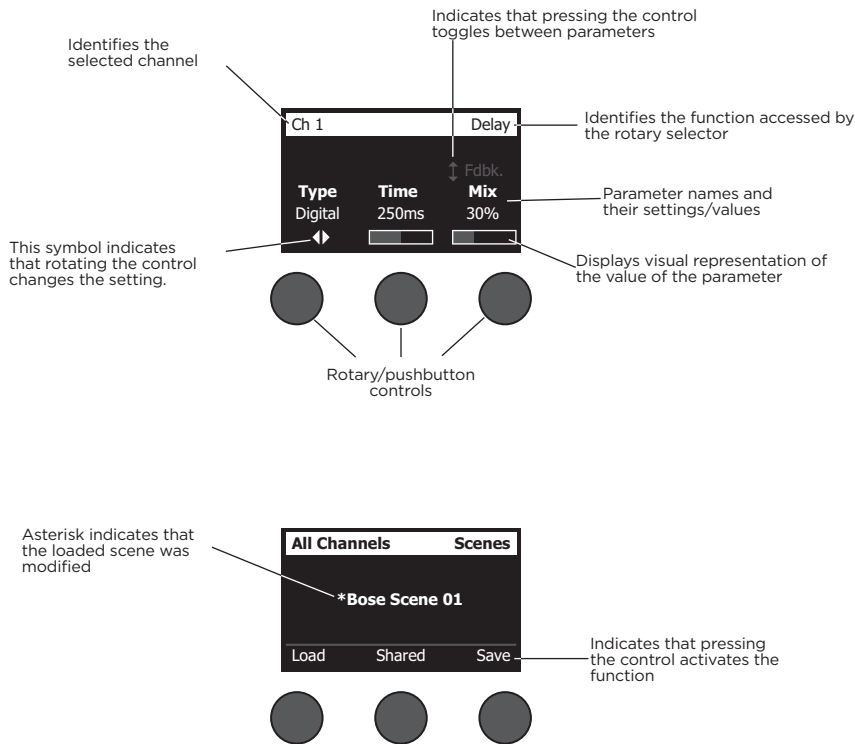 Indicates that pressing the control
toggles between parameters
Identifies the
selected channel
Ch 1 Delay
Identifies the function accessed by
the rotary selector
Fdbk.
Type Time Mix
Digital 250ms 30%
Parameter names and
their settings/values
This symbol indicates
that rotating the control
changes the setting.
Displays visual representation of
the value of the parameter
Rotary/pushbutton
controls
Asterisk indicates that
the loaded scene was
modified
All Channels Scenes
*Bose Scene 01
Load Shared Save
Indicates that pressing
the control activates the
function